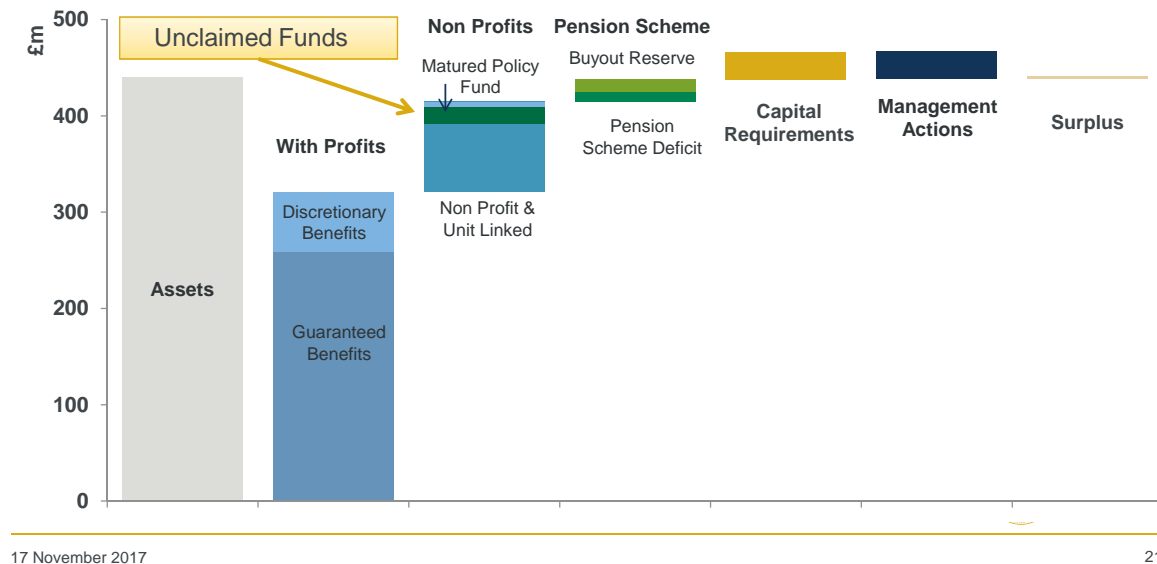 £m
500
400
300
200
100
0
Unclaimed Funds
Assets
With Profits
Discretionary
Benefits
Guaranteed
Benefits
Non Profits
Matured Policy
Fund
Non Profit &
Unit Linked
Pension Scheme
Buyout Reserve
Pension
Scheme Deficit
Capital
Requirements
Management
Actions
Surplus
17 November 2017
21